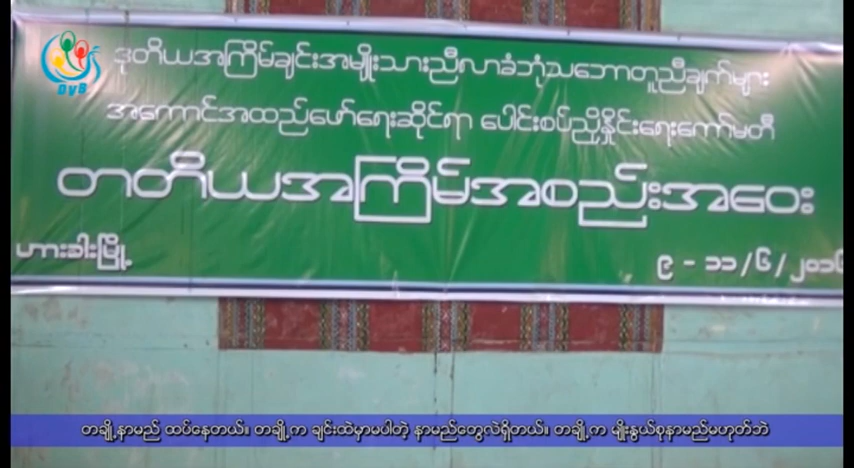 DVB
ဒုတိယအကြိမ်ချင်းအမျိုးသားညီလာခံဘုံသဘောတူညီချက်များ
အကောင်အထည်ဖော်ရေးဆိုင်ရာ ပေါင်းစပ်ညှိနှိုင်းရေးကော်မတီ
တတိယအကြိမ်အစည်းအဝေး
ဟားခါးမြို့
၉ - ၁၁/၆/၂၀၁၆
တချို့နာမည် ထပ်နေတယ်။ တချို့က ချင်းထဲမှာမပါတဲ့ နာမည်တွေလဲရှိတယ်။ တချို့က မျိုးနွယ်စုနာမည်မဟုတ်ဘဲ